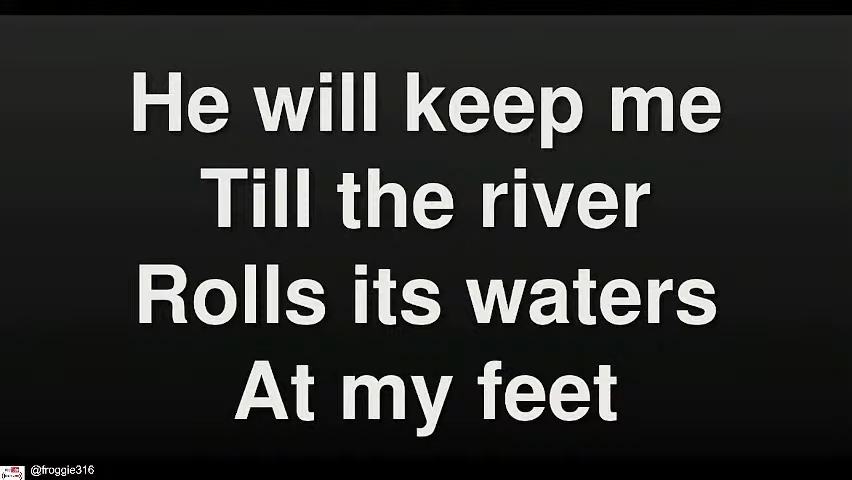 He will keep me
Till the river
Rolls its waters
At my feet
@froggie316